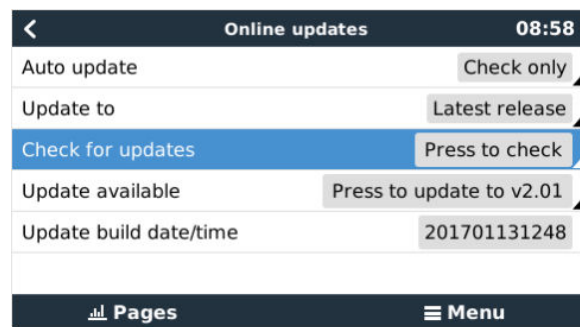 Online updates 08:58
Auto update Check only
Update to Latest release
Check for updates Press to check
Update available Press to update to v2.01
Update build date/time 201701131248
Pages Menu